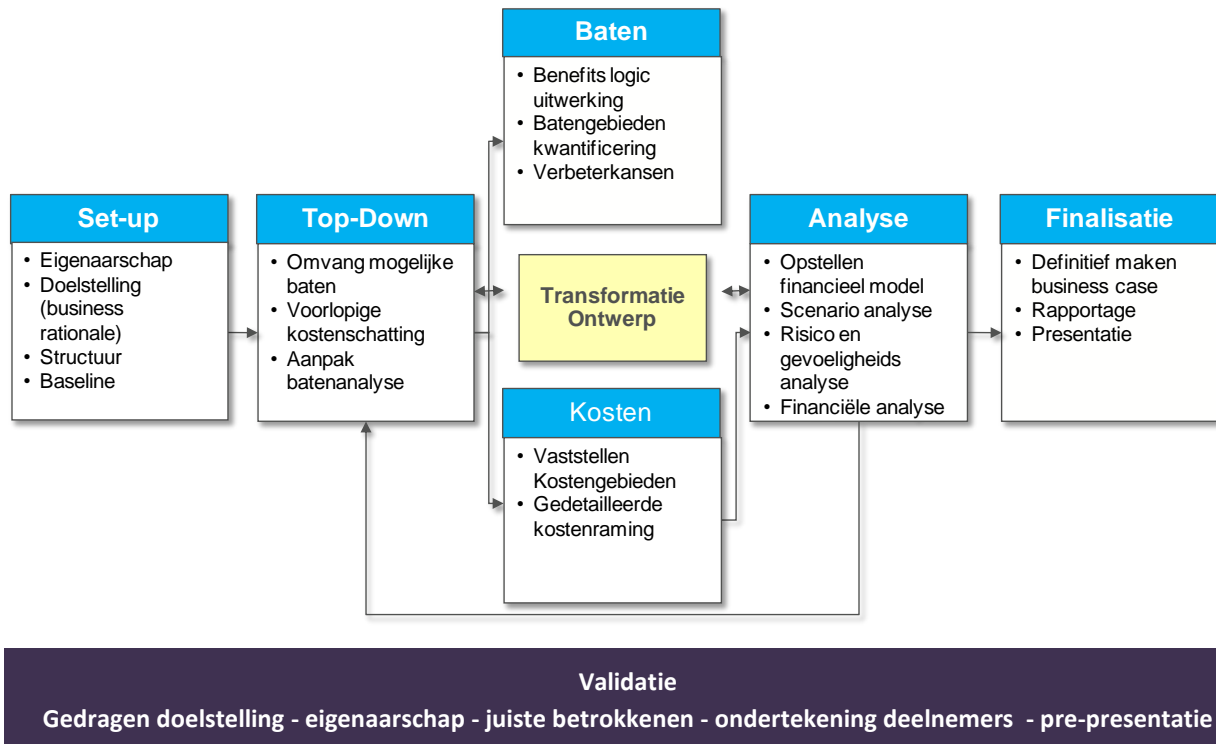 Baten
• Benefits logic
uitwerking
• Batengebieden
kwantificering
• Verbeterkansen
Set-up
• Eigenaarschap
• Doelstelling
(business
rationale)
• Structuur
• Baseline
Top-Down
• Omvang mogelijke
baten
• Voorlopige
kostenschatting
• Aanpak
batenanalyse
Transformatie
Ontwerp
Kosten
• Vaststellen
Kostengebieden
• Gedetailleerde
kostenraming
Analyse
• Opstellen
financieel model
• Scenario analyse
• Risico en
gevoeligheids
analyse
• Financiële analyse
Finalisatie
• Definitief maken
business case
• Rapportage
• Presentatie
Validatie
Gedragen doelstelling - eigenaarschap - juiste betrokkenen - ondertekening deelnemers - pre-presentatie